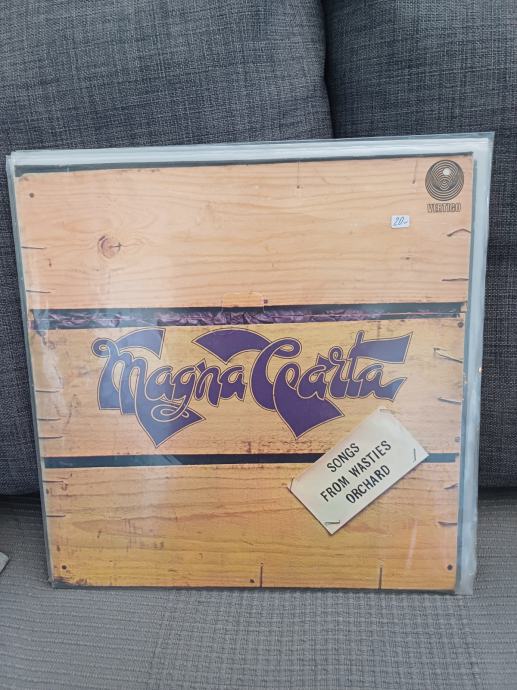 VERTIGO
20,-
Magna Carta
SONGS
FROM WASTIES
ORCHARD